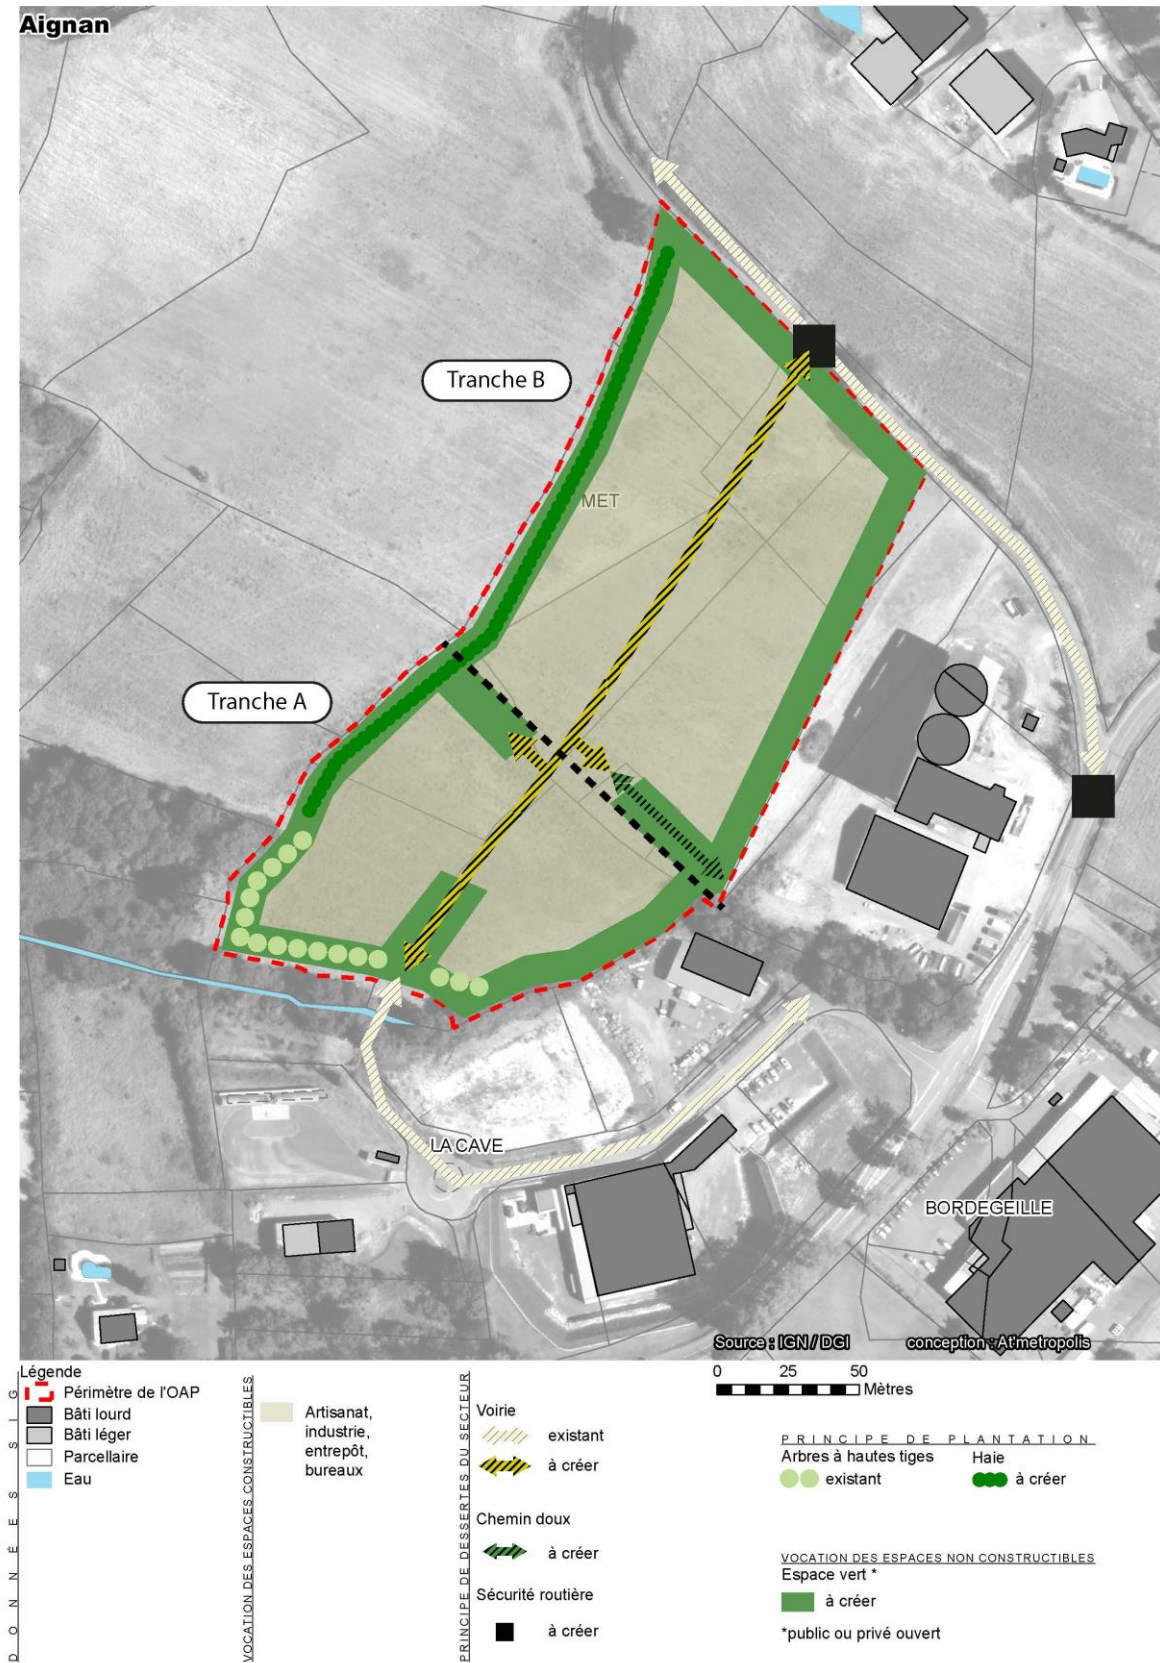 Aignan
Tranche B
MET
Tranche A
LA CAVE
BORDEGEILLE
Source : IGN / DGI
conception : At'metropolis
Légende
Périmètre de l'OAP
Bâti lourd
Bâti léger
Parcellaire
Eau
DONNÉES SIG
VOCATION DES ESPACES CONSTRUCTIBLES
Artisanat,
industrie,
entrepôt,
bureaux
PRINCIPE DE DESSERTES DU SECTEUR
Voirie
existant
à créer
Chemin doux
à créer
Sécurité routière
à créer
0 25 50
Mètres
PRINCIPE DE PLANTATION
Arbres à hautes tiges
existant
Haie
à créer
VOCATION DES ESPACES NON CONSTRUCTIBLES
Espace vert *
à créer
*public ou privé ouvert